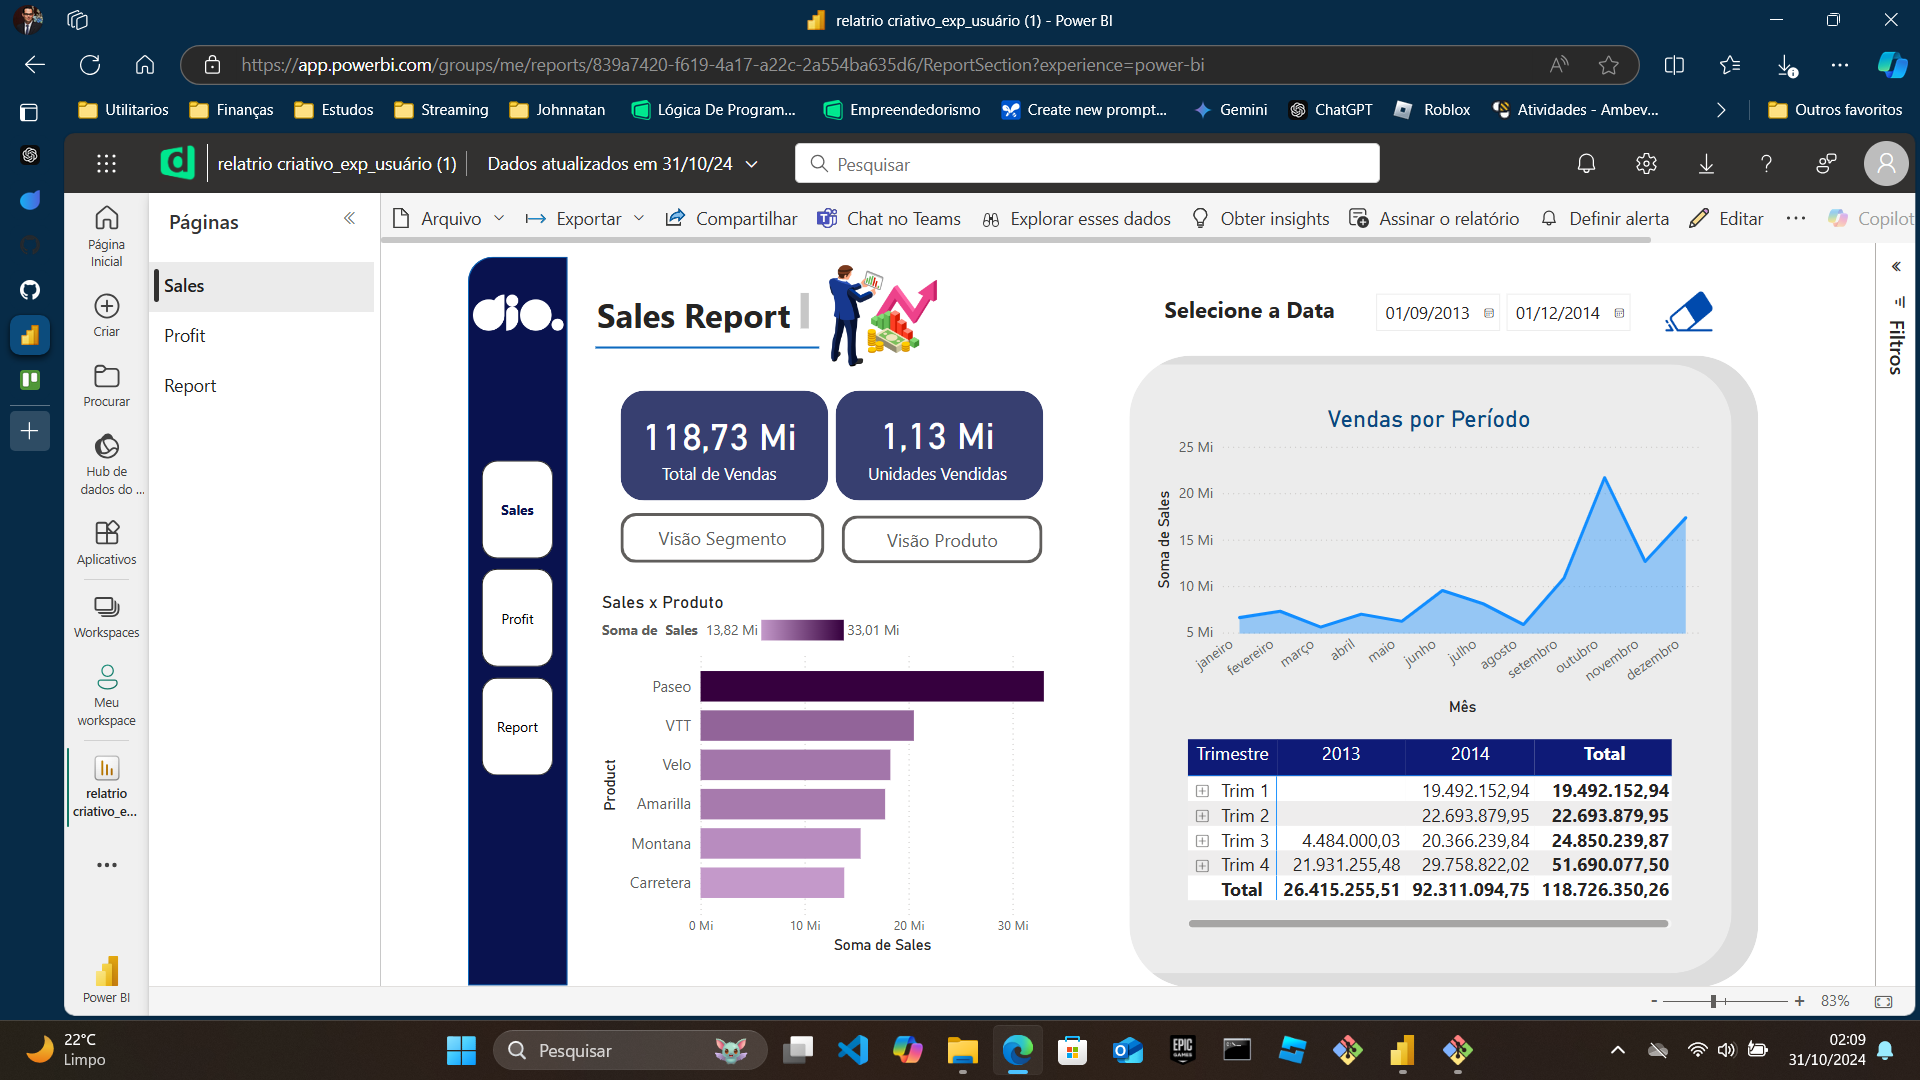 relatrio criativo_exp_usuário (1) - Power BI
https://app.powerbi.com/groups/me/reports/839a7420-f619-4a17-a22c-2a554ba635d6/ReportSection?experience=power-bi
Utilitarios Finanças Estudos Streaming Johnnatan Lógica De Program... Empreendedorismo Create new prompt... Gemini ChatGPT Roblox Atividades - Ambev... Outros favoritos
relatrio criativo_exp_usuário (1) Dados atualizados em 31/10/24 Pesquisar
Arquivo Exportar Compartilhar Chat no Teams Explorar esses dados Obter insights Assinar o relatório Definir alerta Editar Copilot
Página
Inicial
Criar
Procurar
Hub de
dados do ...
Aplicativos
Workspaces
Meu
workspace
relatrio
criativo_e...
Power BI
Páginas
Sales
Profit
Report
dio.
Sales
Profit
Report
Sales Report
Selecione a Data 01/09/2013 01/12/2014
Filtros
118,73 Mi
Total de Vendas
1,13 Mi
Unidades Vendidas
Visão Segmento
Visão Produto
Sales x Produto
Soma de Sales 13,82 Mi 33,01 Mi
Product
Paseo
VTT
Velo
Amarilla
Montana
Carretera
0 Mi 10 Mi 20 Mi 30 Mi
Soma de Sales
Vendas por Período
Soma de Sales
25 Mi
20 Mi
15 Mi
10 Mi
5 Mi
janeiro fevereiro março abril maio junho julho agosto setembro outubro novembro dezembro
Mês
Trimestre 2013 2014 Total
Trim 1 19.492.152,94 19.492.152,94
Trim 2 22.693.879,95 22.693.879,95
Trim 3 4.484.000,03 20.366.239,84 24.850.239,87
Trim 4 21.931.255,48 29.758.822,02 51.690.077,50
Total 26.415.255,51 92.311.094,75 118.726.350,26
- + 83%
22°C
Limpo
Pesquisar
EPIC
GAMES
02:09
31/10/2024